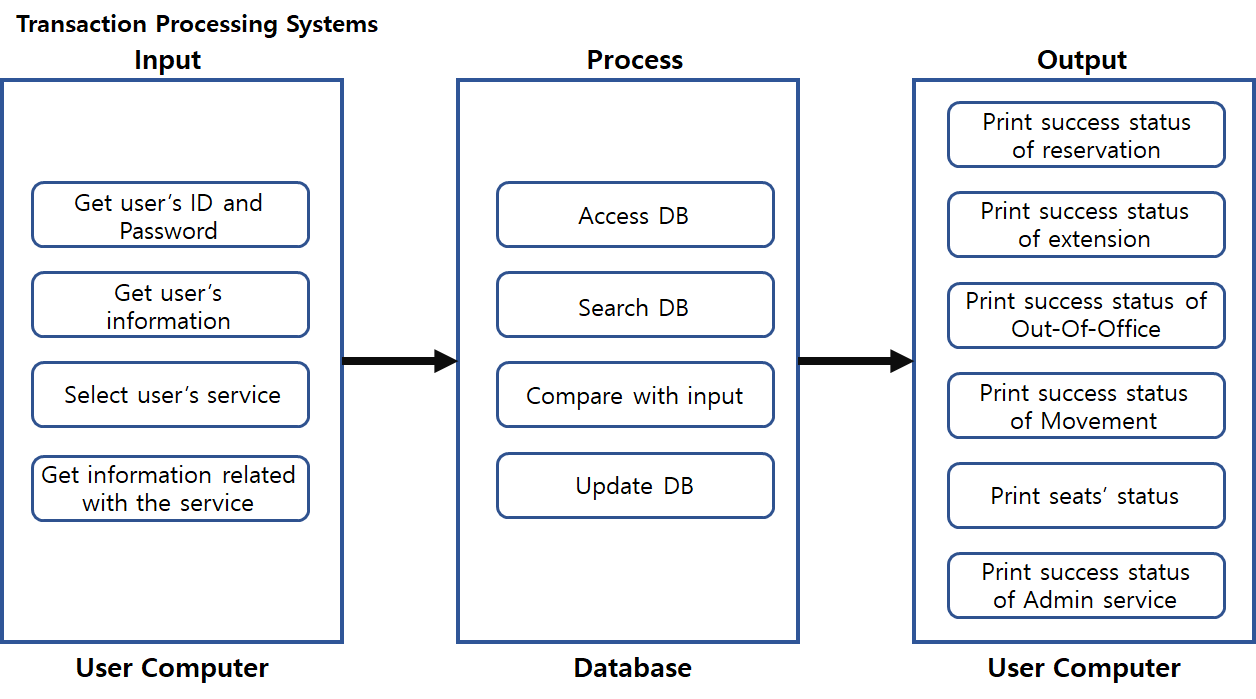 Transaction Processing Systems
Input
Get user’s ID and
Password
Get user’s
information
Select user’s service
Get information related
with the service
User Computer
Process
Access DB
Search DB
Compare with input
Update DB
Database
Output
Print success status
of reservation
Print success status
of extension
Print success status of
Out-Of-Office
Print success status
of Movement
Print seats’ status
Print success status
of Admin service
User Computer